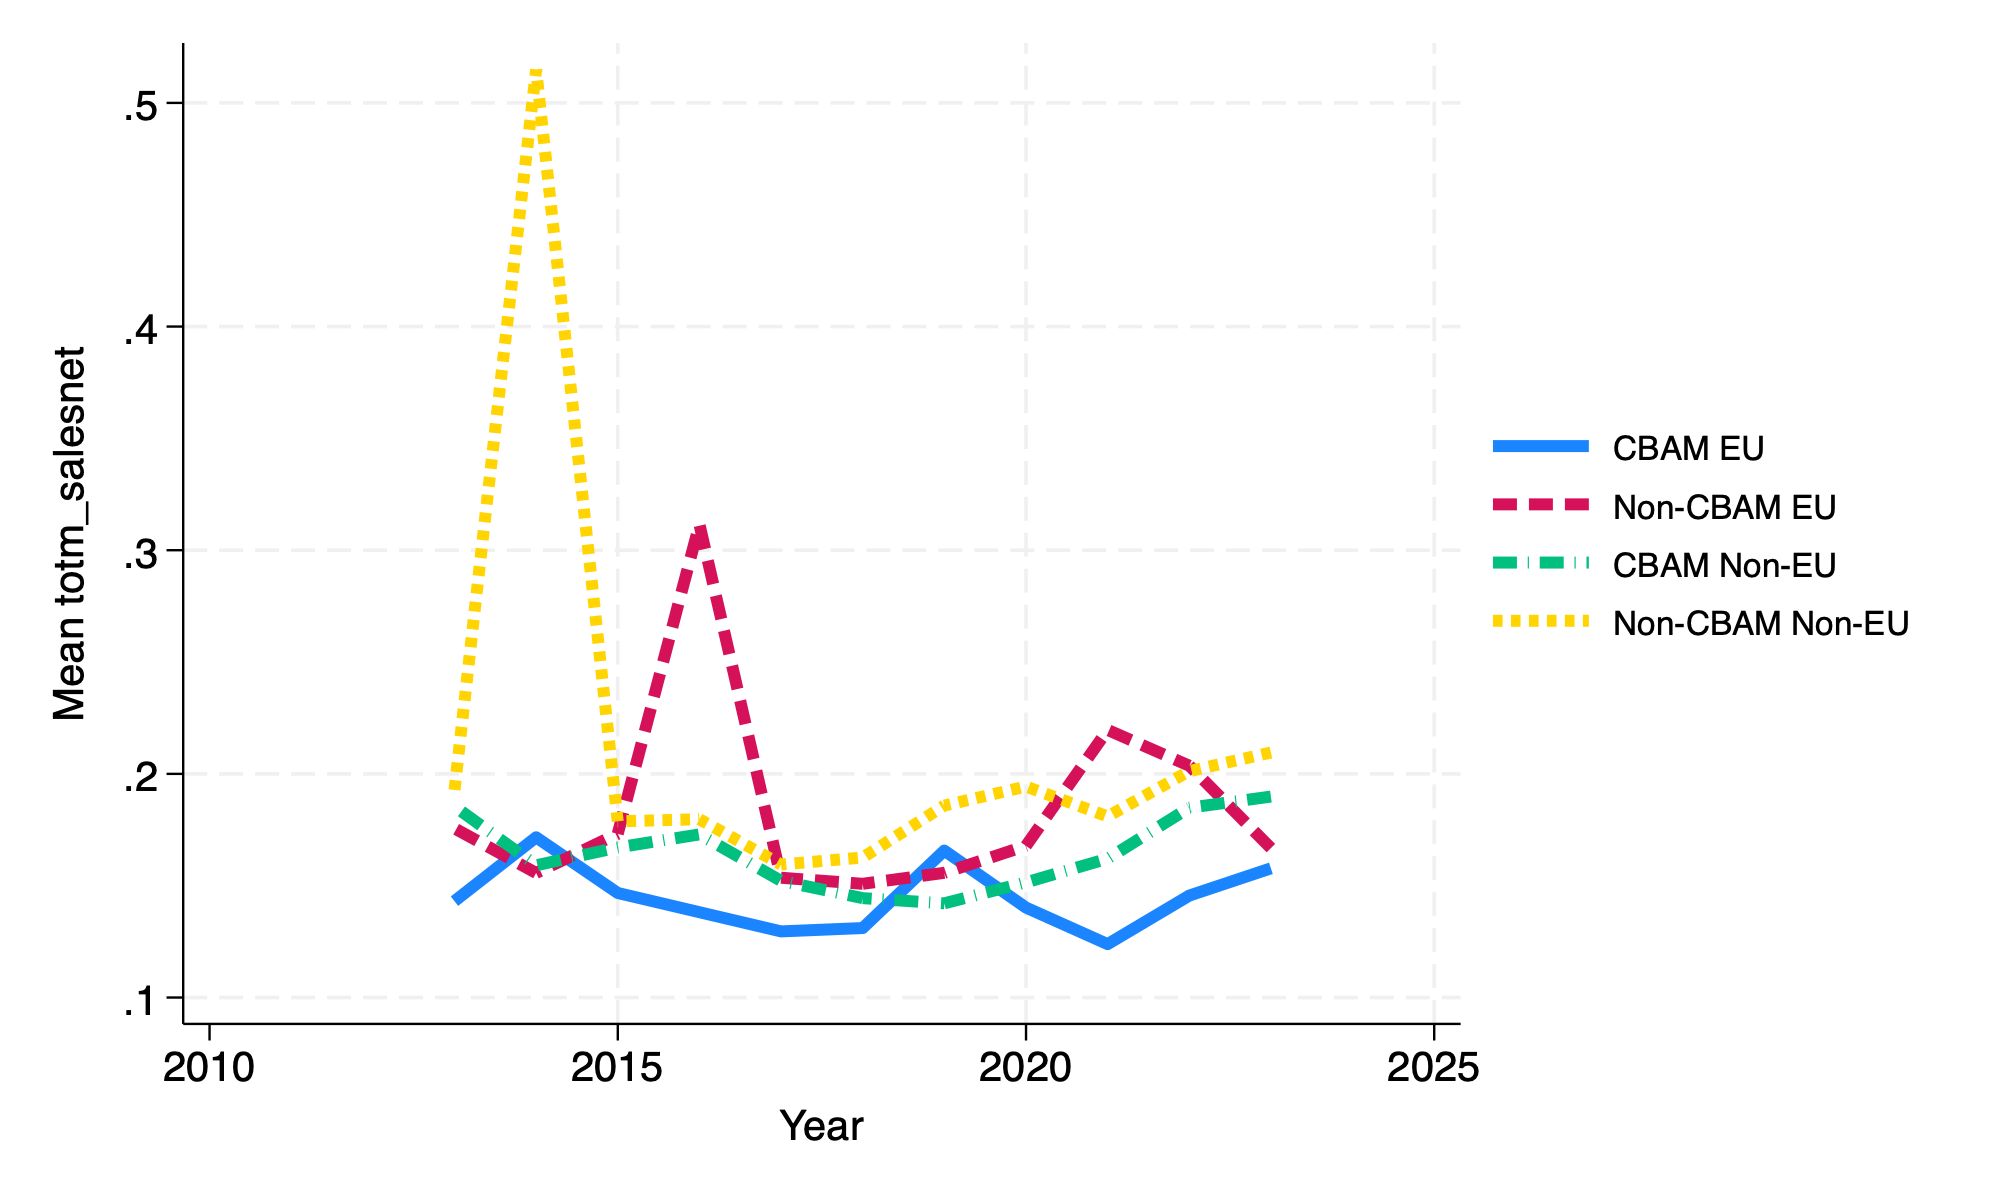 .5
.4
.3
.2
.1
Mean totm_salesnet
2010
2015
2020
2025
Year
CBAM EU
Non-CBAM EU
CBAM Non-EU
Non-CBAM Non-EU